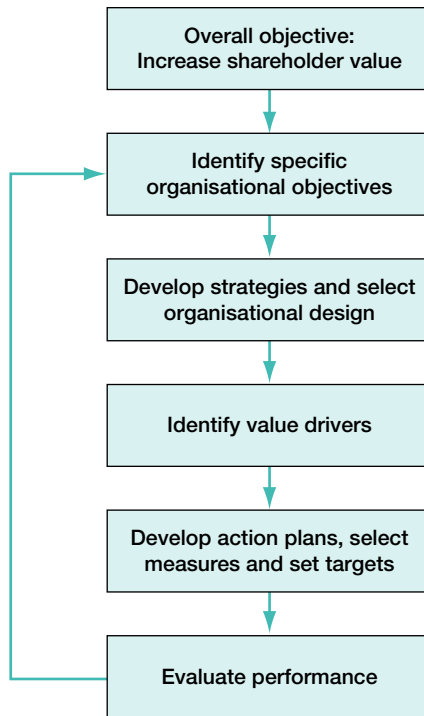 Overall objective:
Increase shareholder value
Identify specific
organisational objectives
Develop strategies and select
organisational design
Identify value drivers
Develop action plans, select
measures and set targets
Evaluate performance